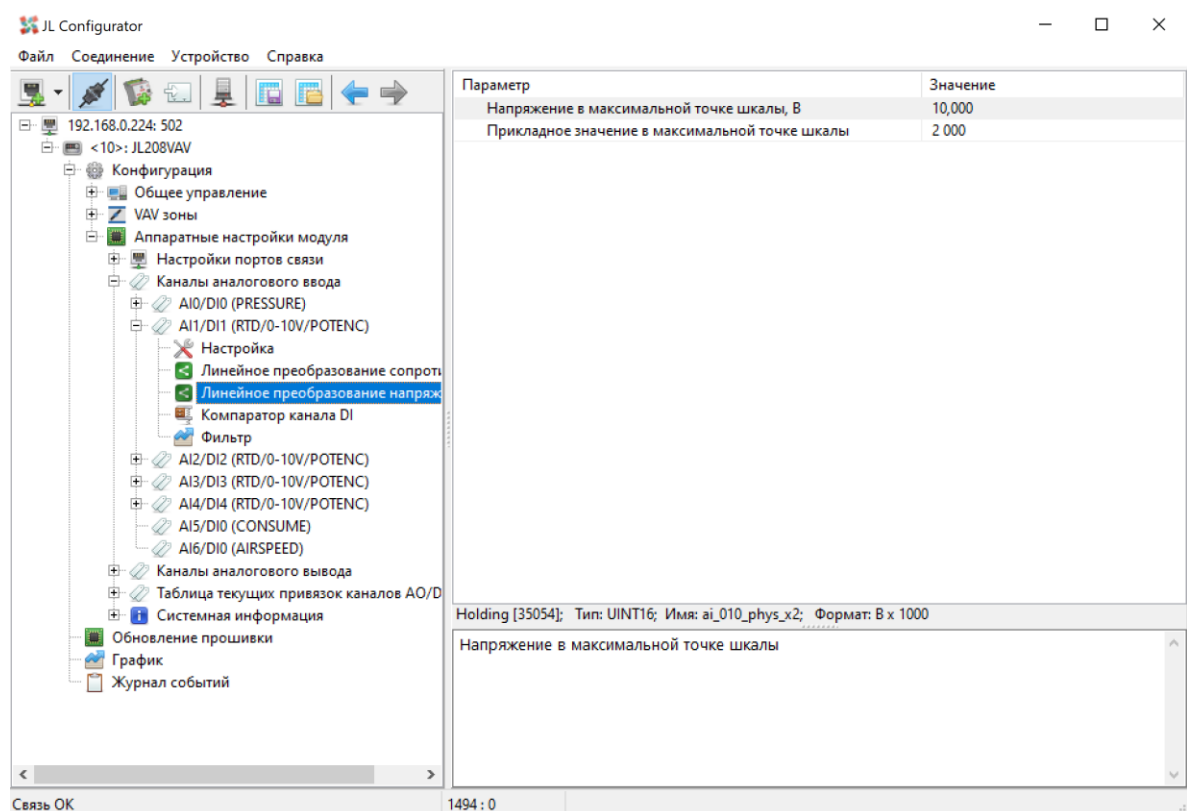 JL Configurator
Файл Соединение Устройство Справка
192.168.0.224: 502
<10>: JL208VAV
Конфигурация
Общее управление
VAV зоны
Аппаратные настройки модуля
Настройки портов связи
Каналы аналогового ввода
AI0/DI0 (PRESSURE)
AI1/DI1 (RTD/0-10V/POTENC)
Настройка
Линейное преобразование сопроти
Линейное преобразование напряж
Компаратор канала DI
Фильтр
AI2/DI2 (RTD/0-10V/POTENC)
AI3/DI3 (RTD/0-10V/POTENC)
AI4/DI4 (RTD/0-10V/POTENC)
AI5/DI0 (CONSUME)
AI6/DI0 (AIRSPEED)
Каналы аналогового вывода
Таблица текущих привязок каналов AO/D
Системная информация
Обновление прошивки
График
Журнал событий
Параметр Значение
Напряжение в максимальной точке шкалы, В 10,000
Прикладное значение в максимальной точке шкалы 2 000
Holding [35054]; Тип: UINT16; Имя: ai_010_phys_x2; Формат: В x 1000
Напряжение в максимальной точке шкалы
Связь OK 1494 : 0